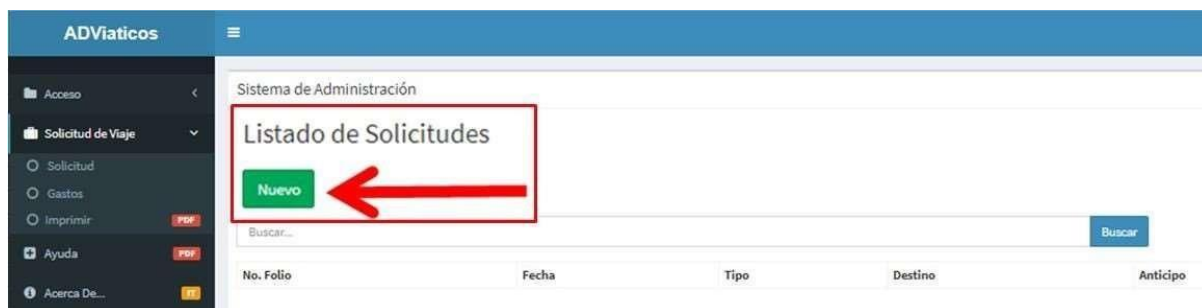 ADViaticos
Acceso
Solicitud de Viaje
Solicitud
Gastos
Imprimir PDF
Ayuda PDF
Acerca De... IT
Sistema de Administración
Listado de Solicitudes
Nuevo
Buscar... Buscar
No. Folio Fecha Tipo Destino Anticipo